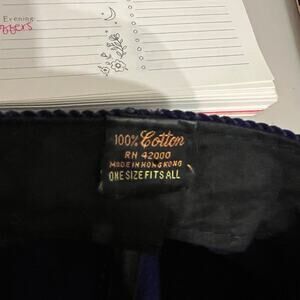 Evening
100% Cotton
RN 42000
MADE IN HONG KONG
ONE SIZE FITS ALL